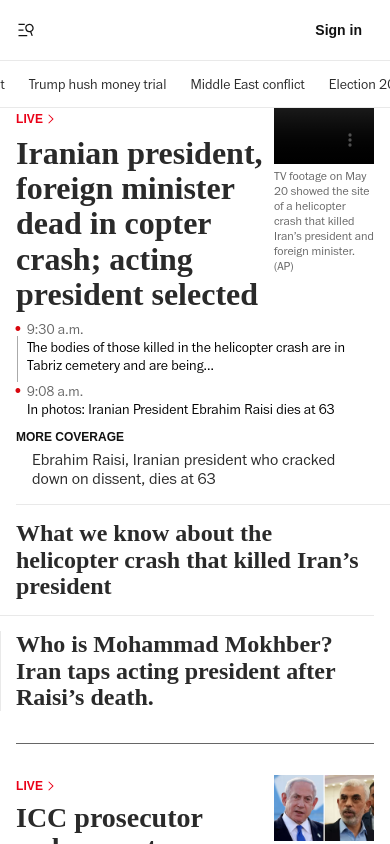 Sign in
t
Trump hush money trial
Middle East conflict
Election 20
LIVE
Iranian president,
foreign minister
dead in copter
crash; acting
president selected
TV footage on May
20 showed the site
of a helicopter
crash that killed
Iran's president and
foreign minister.
(AP)
9:30 a.m.
The bodies of those killed in the helicopter crash are in
Tabriz cemetery and are being...
9:08 a.m.
In photos: Iranian President Ebrahim Raisi dies at 63
MORE COVERAGE
Ebrahim Raisi, Iranian president who cracked
down on dissent, dies at 63
What we know about the
helicopter crash that killed Iran’s
president
Who is Mohammad Mokhber?
Iran taps acting president after
Raisi’s death.
LIVE
ICC prosecutor